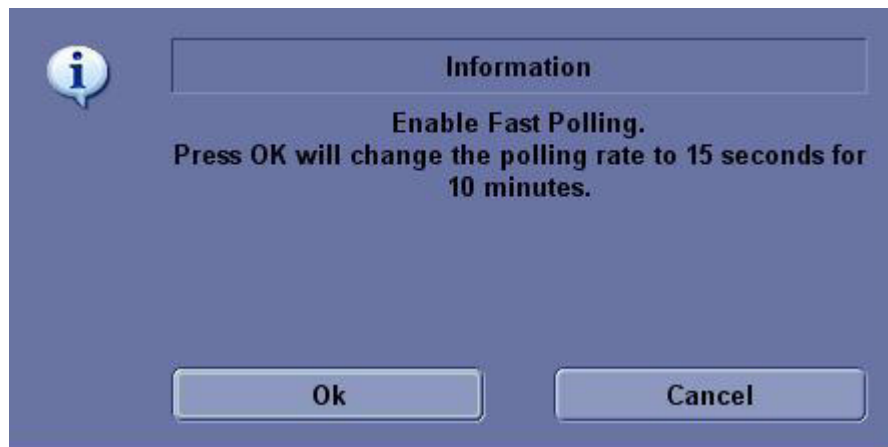 Information
Enable Fast Polling.
Press OK will change the polling rate to 15 seconds for
10 minutes.
Ok
Cancel